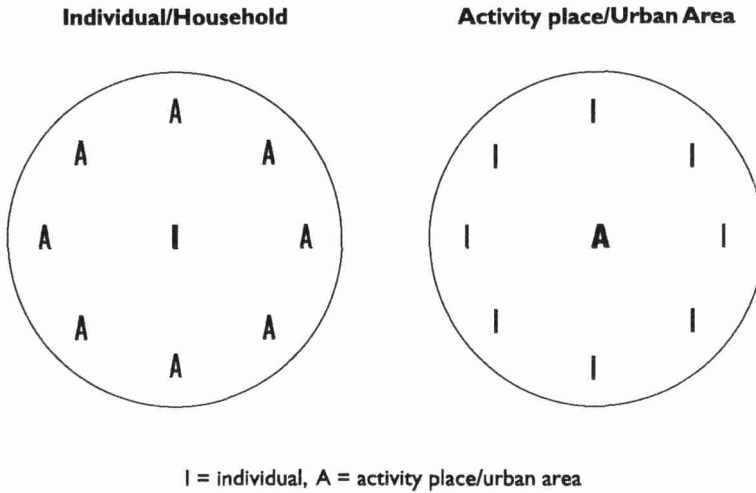 Individual/Household Activity place/Urban Area
A I
A A I I
A I A I A I
A A I I
A I
I = individual, A = activity place/urban area